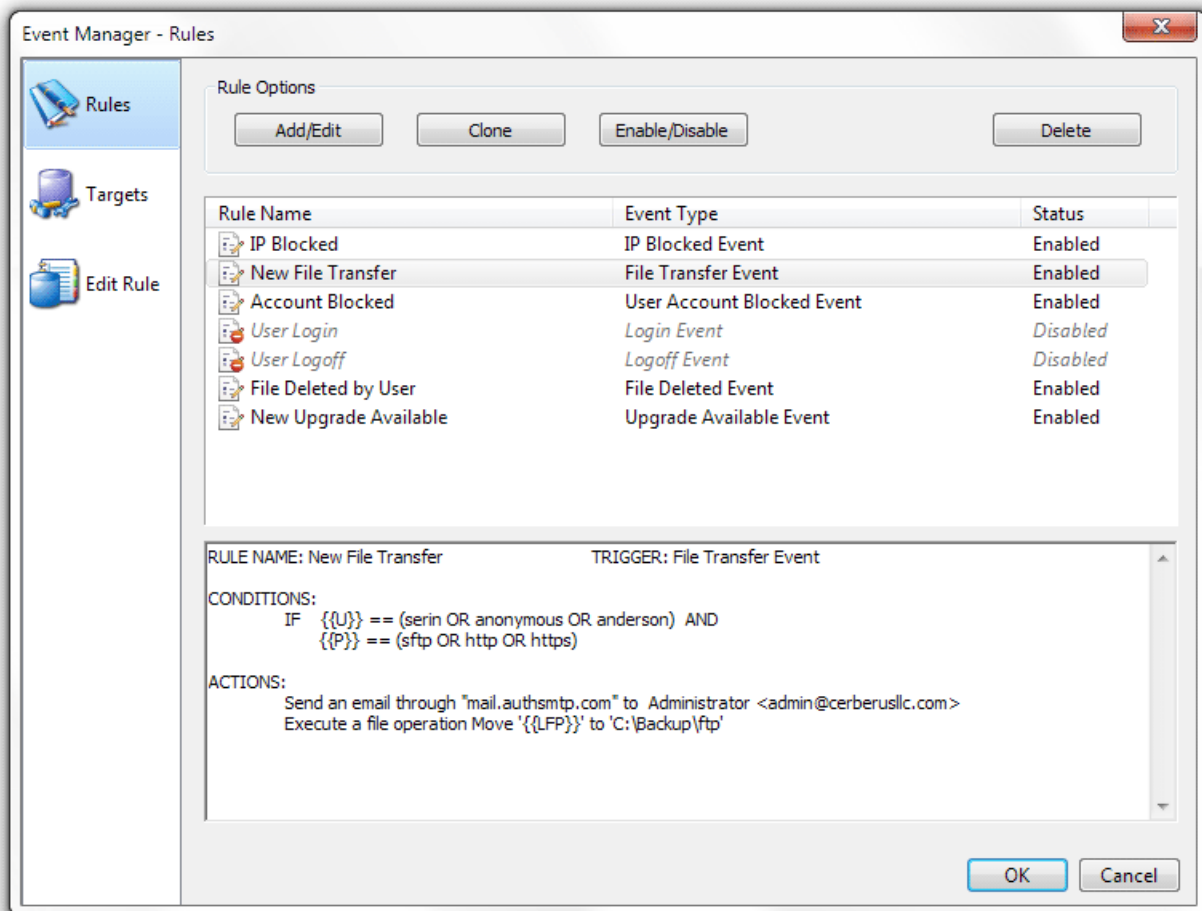 Event Manager - Rules
Rules
Targets
Edit Rule
Rule Options
Add/Edit Clone Enable/Disable Delete
Rule Name Event Type Status
IP Blocked IP Blocked Event Enabled
New File Transfer File Transfer Event Enabled
Account Blocked User Account Blocked Event Enabled
User Login Login Event Disabled
User Logoff Logoff Event Disabled
File Deleted by User File Deleted Event Enabled
New Upgrade Available Upgrade Available Event Enabled
RULE NAME: New File Transfer TRIGGER: File Transfer Event
CONDITIONS:
IF {{U}} == (serin OR anonymous OR anderson) AND
{{P}} == (sftp OR http OR https)
ACTIONS:
Send an email through "mail.authsmtp.com" to Administrator <admin@cerberusllc.com>
Execute a file operation Move '{{LFP}}' to 'C:\Backup\ftp'
OK Cancel